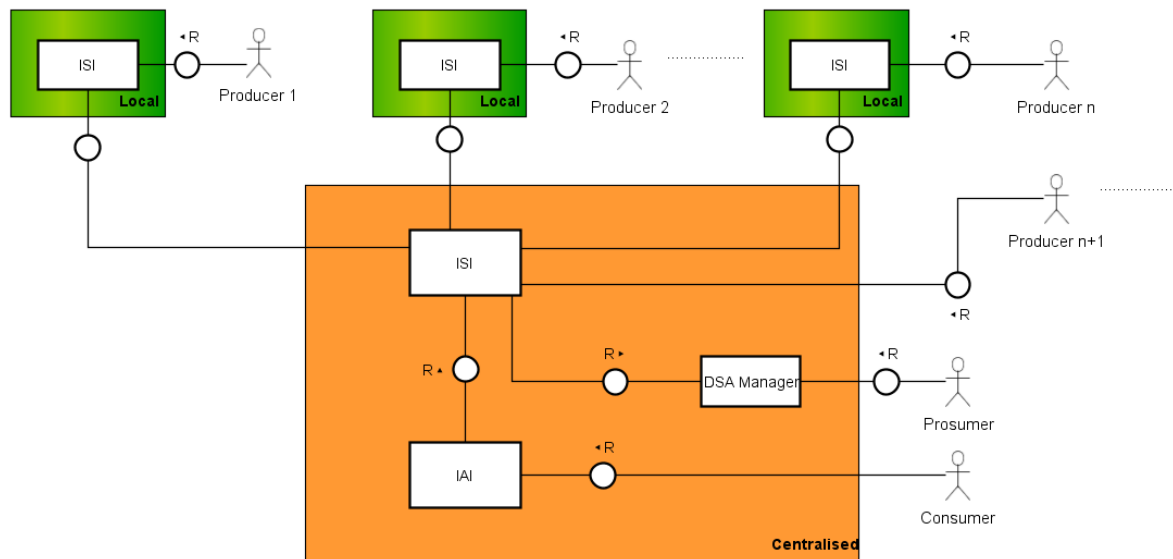 ◄ R
ISI
Local
Producer 1
◄ R
ISI
Local
Producer 2
◄ R
ISI
Local
Producer n
Producer n+1
◄ R
ISI
R ▲
R ►
DSA Manager
◄ R
Prosumer
◄ R
IAI
Consumer
Centralised